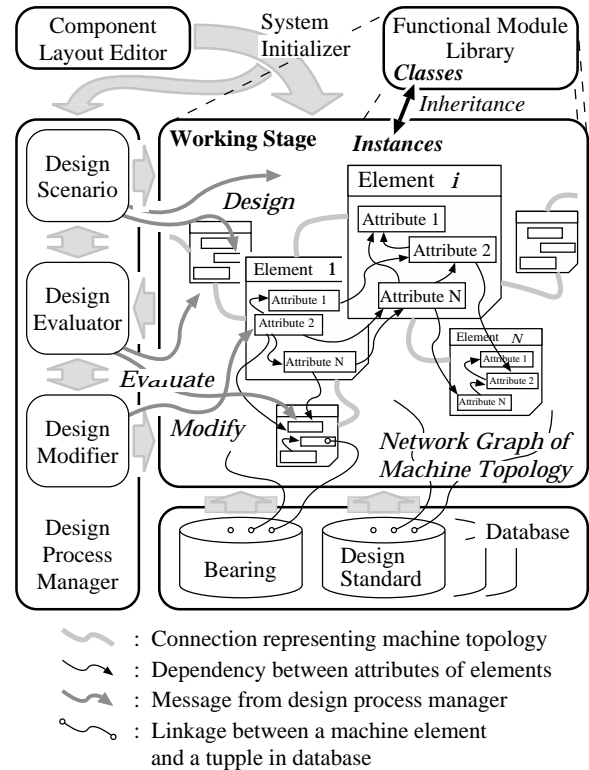 Component
Layout Editor
System
Initializer
Functional Module
Library
Classes
Inheritance
Instances
Working Stage
Design
Scenario
Design
Evaluator
Design
Modifier
Design
Process
Manager
Design
Evaluate
Modify
Element i
Attribute 1
Attribute 2
Attribute N
Element 1
Attribute 1
Attribute 2
Attribute N
Element N
Attribute 1
Attribute 2
Attribute N
Network Graph of
Machine Topology
Bearing
Design
Standard
Database
: Connection representing machine topology
: Dependency between attributes of elements
: Message from design process manager
: Linkage between a machine element
and a tupple in database